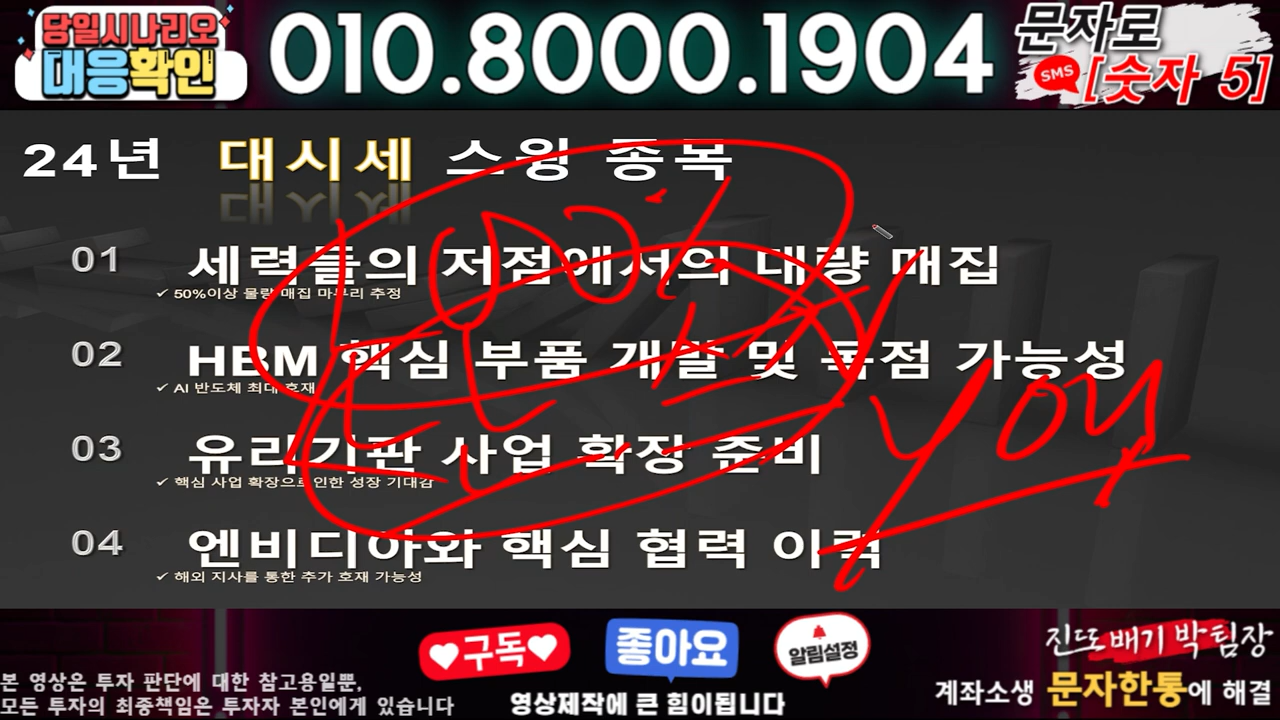 당일시나리오
대응확인
010.8000.1904
문자로
SMS [숫자 5]
24년 대시세 스윙 종목
01 세력들의 저점에서의 대량 매집
✓ 50%이상 물량 매집 마무리 추정
02 HBM 핵심 부품 개발 및 독점 가능성
✓ AI 반도체 최대 호재
03 유리기판 사업 확장 준비
✓ 핵심 사업 확장으로 인한 성장 기대감
04 엔비디아와 핵심 협력 이력
✓ 해외 지사를 통한 추가 호재 가능성
구독
좋아요
알림설정
영상제작에 큰 힘이됩니다
본 영상은 투자 판단에 대한 참고용일뿐,
모든 투자의 최종책임은 투자자 본인에게 있습니다
진또배기 박팀장
계좌소생 문자한통에 해결